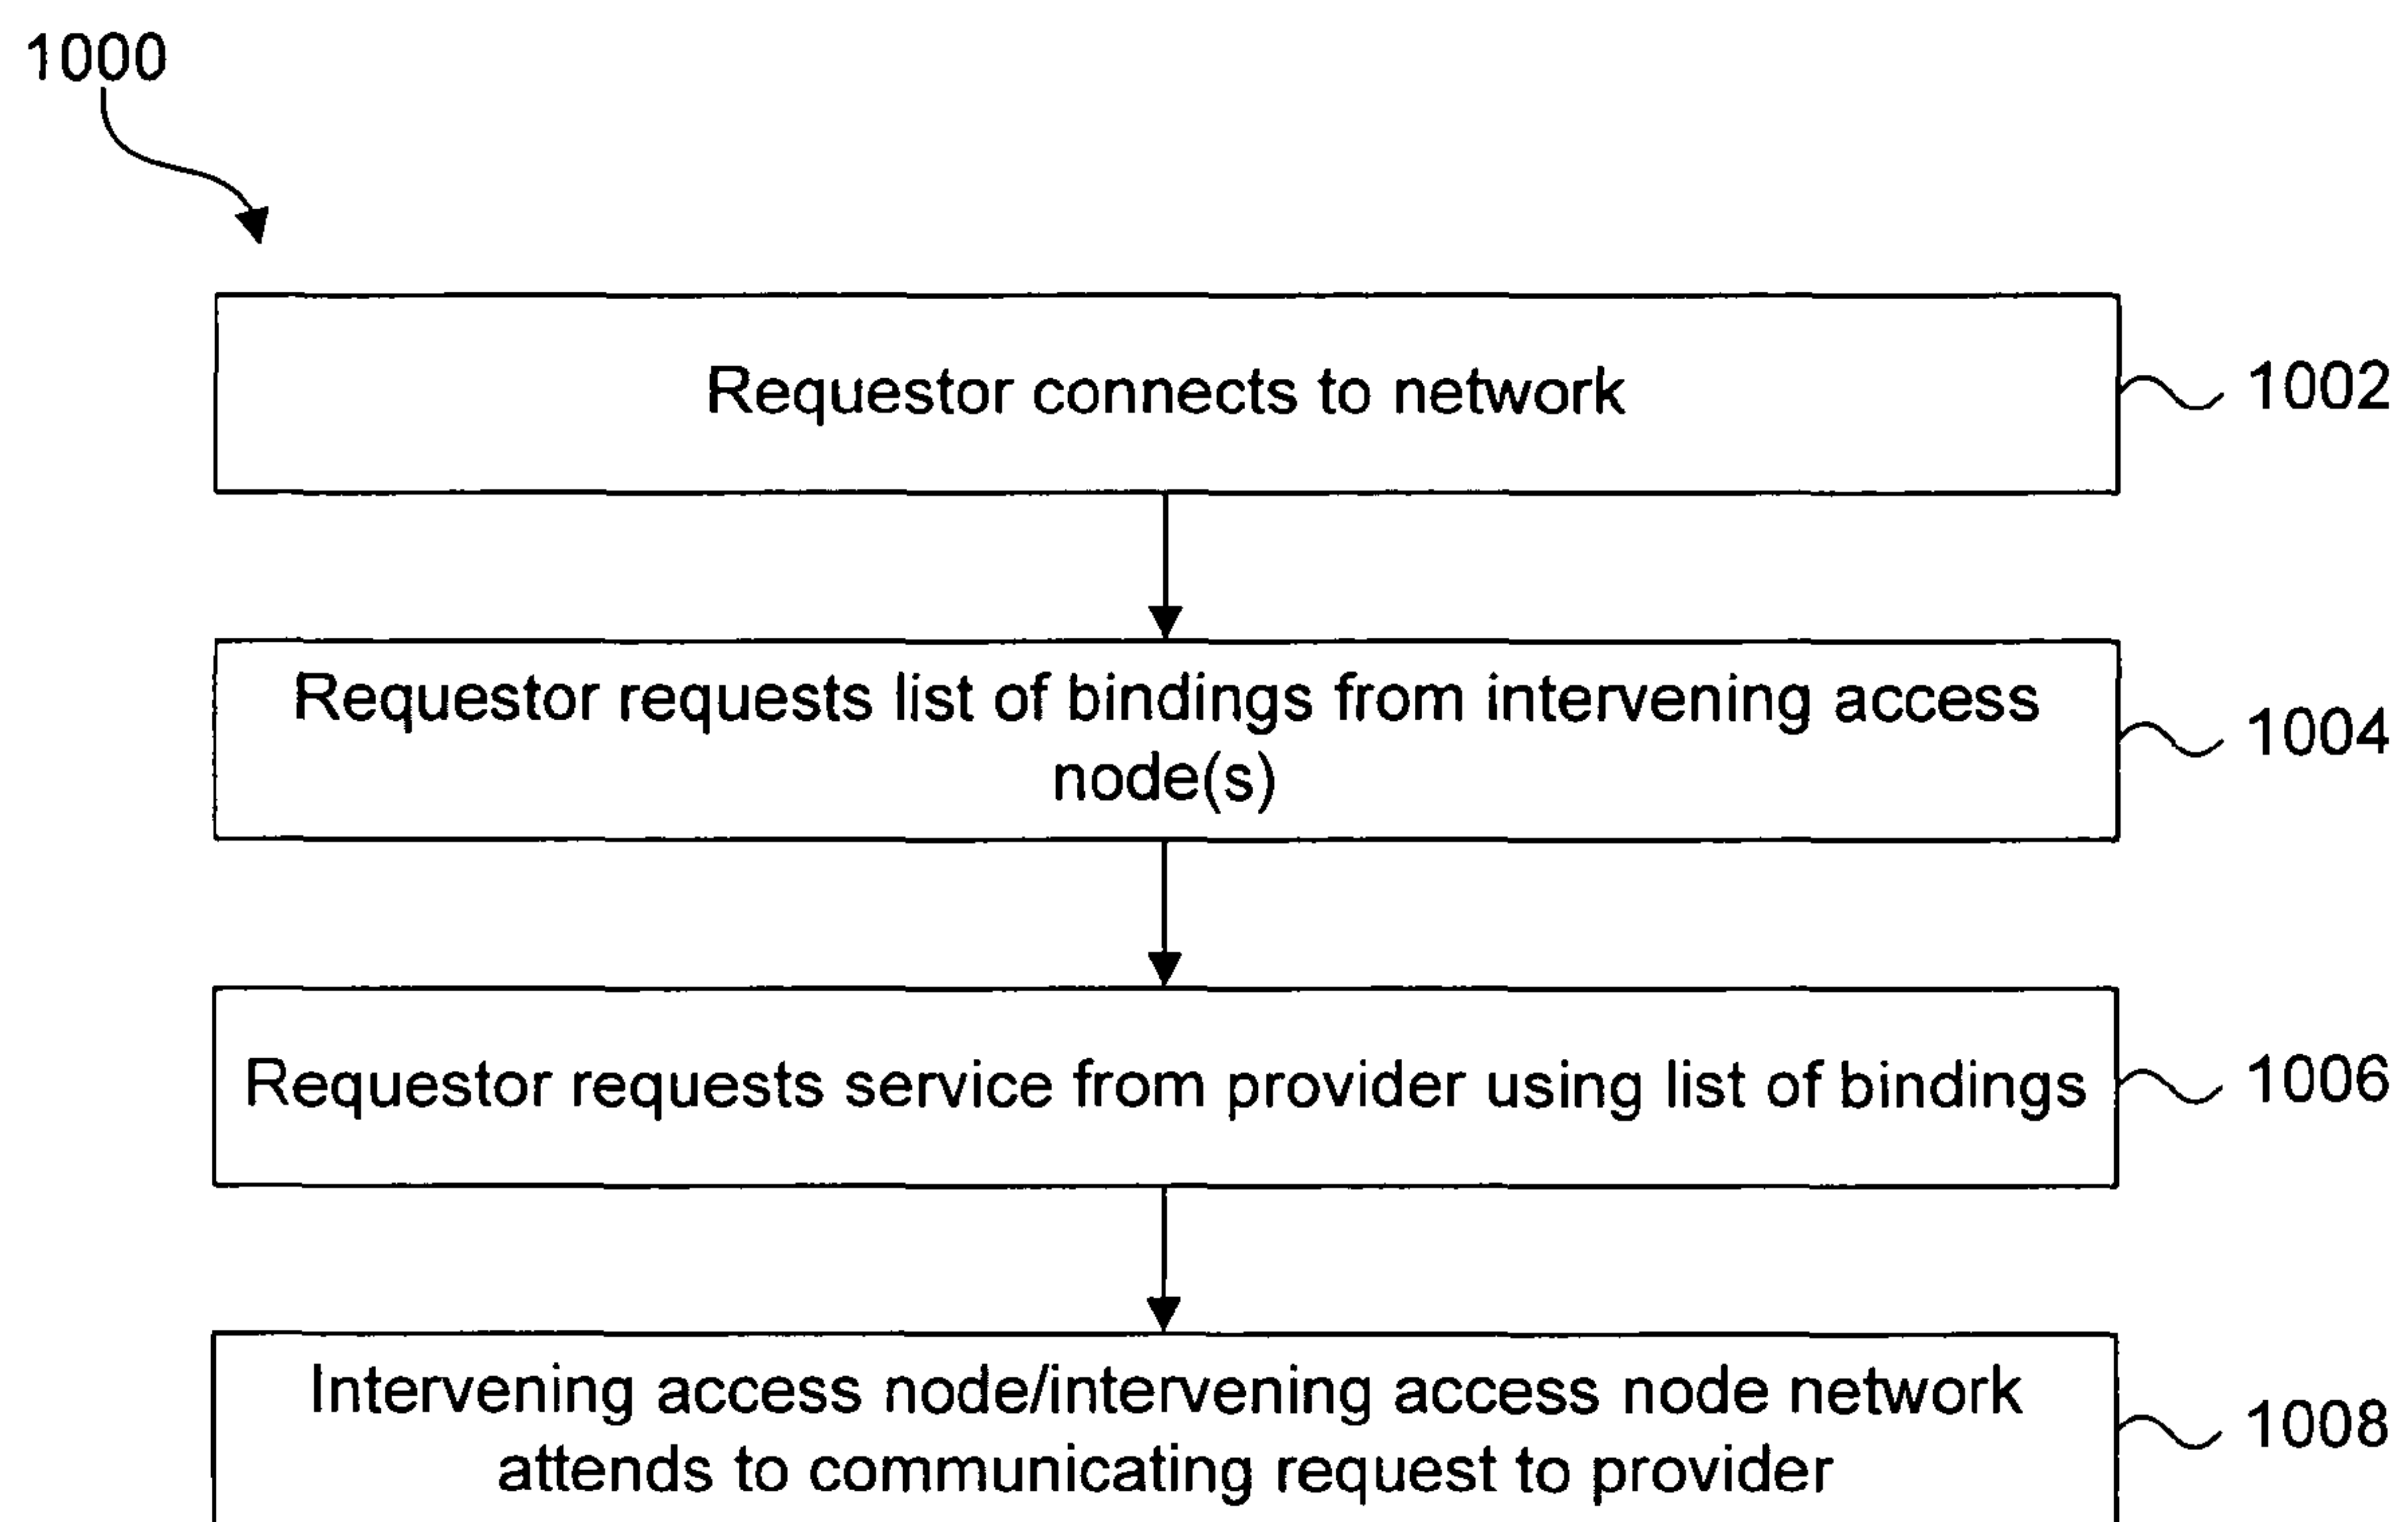 1000
Requestor connects to network
1002
Requestor requests list of bindings from intervening access
node(s)
1004
Requestor requests service from provider using list of bindings
1006
Intervening access node/intervening access node network
attends to communicating request to provider
1008